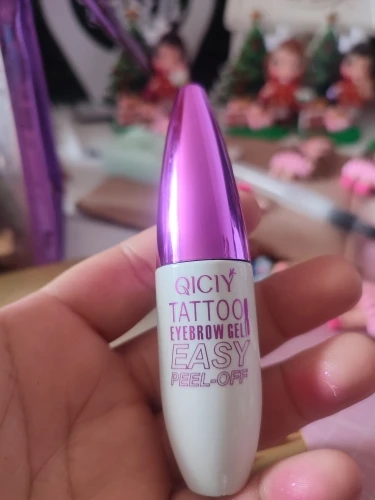 QICIY
TATTOO
EYEBROW GEL
EASY
PEEL-OFF